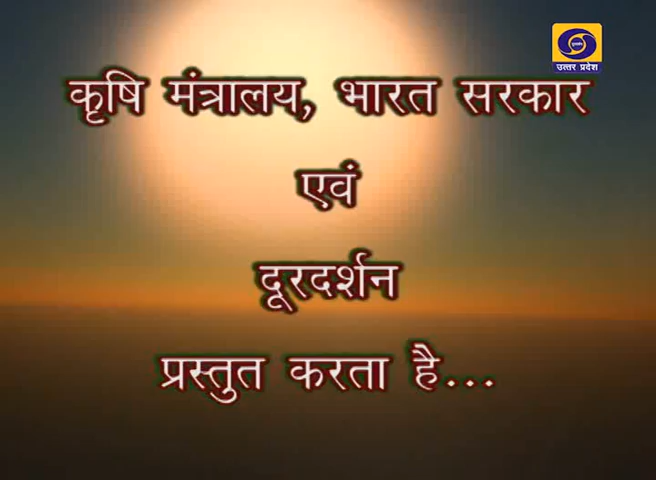 उत्तर प्रदेश
कृषि मंत्रालय, भारत सरकार
एवं
दूरदर्शन
प्रस्तुत करता है...